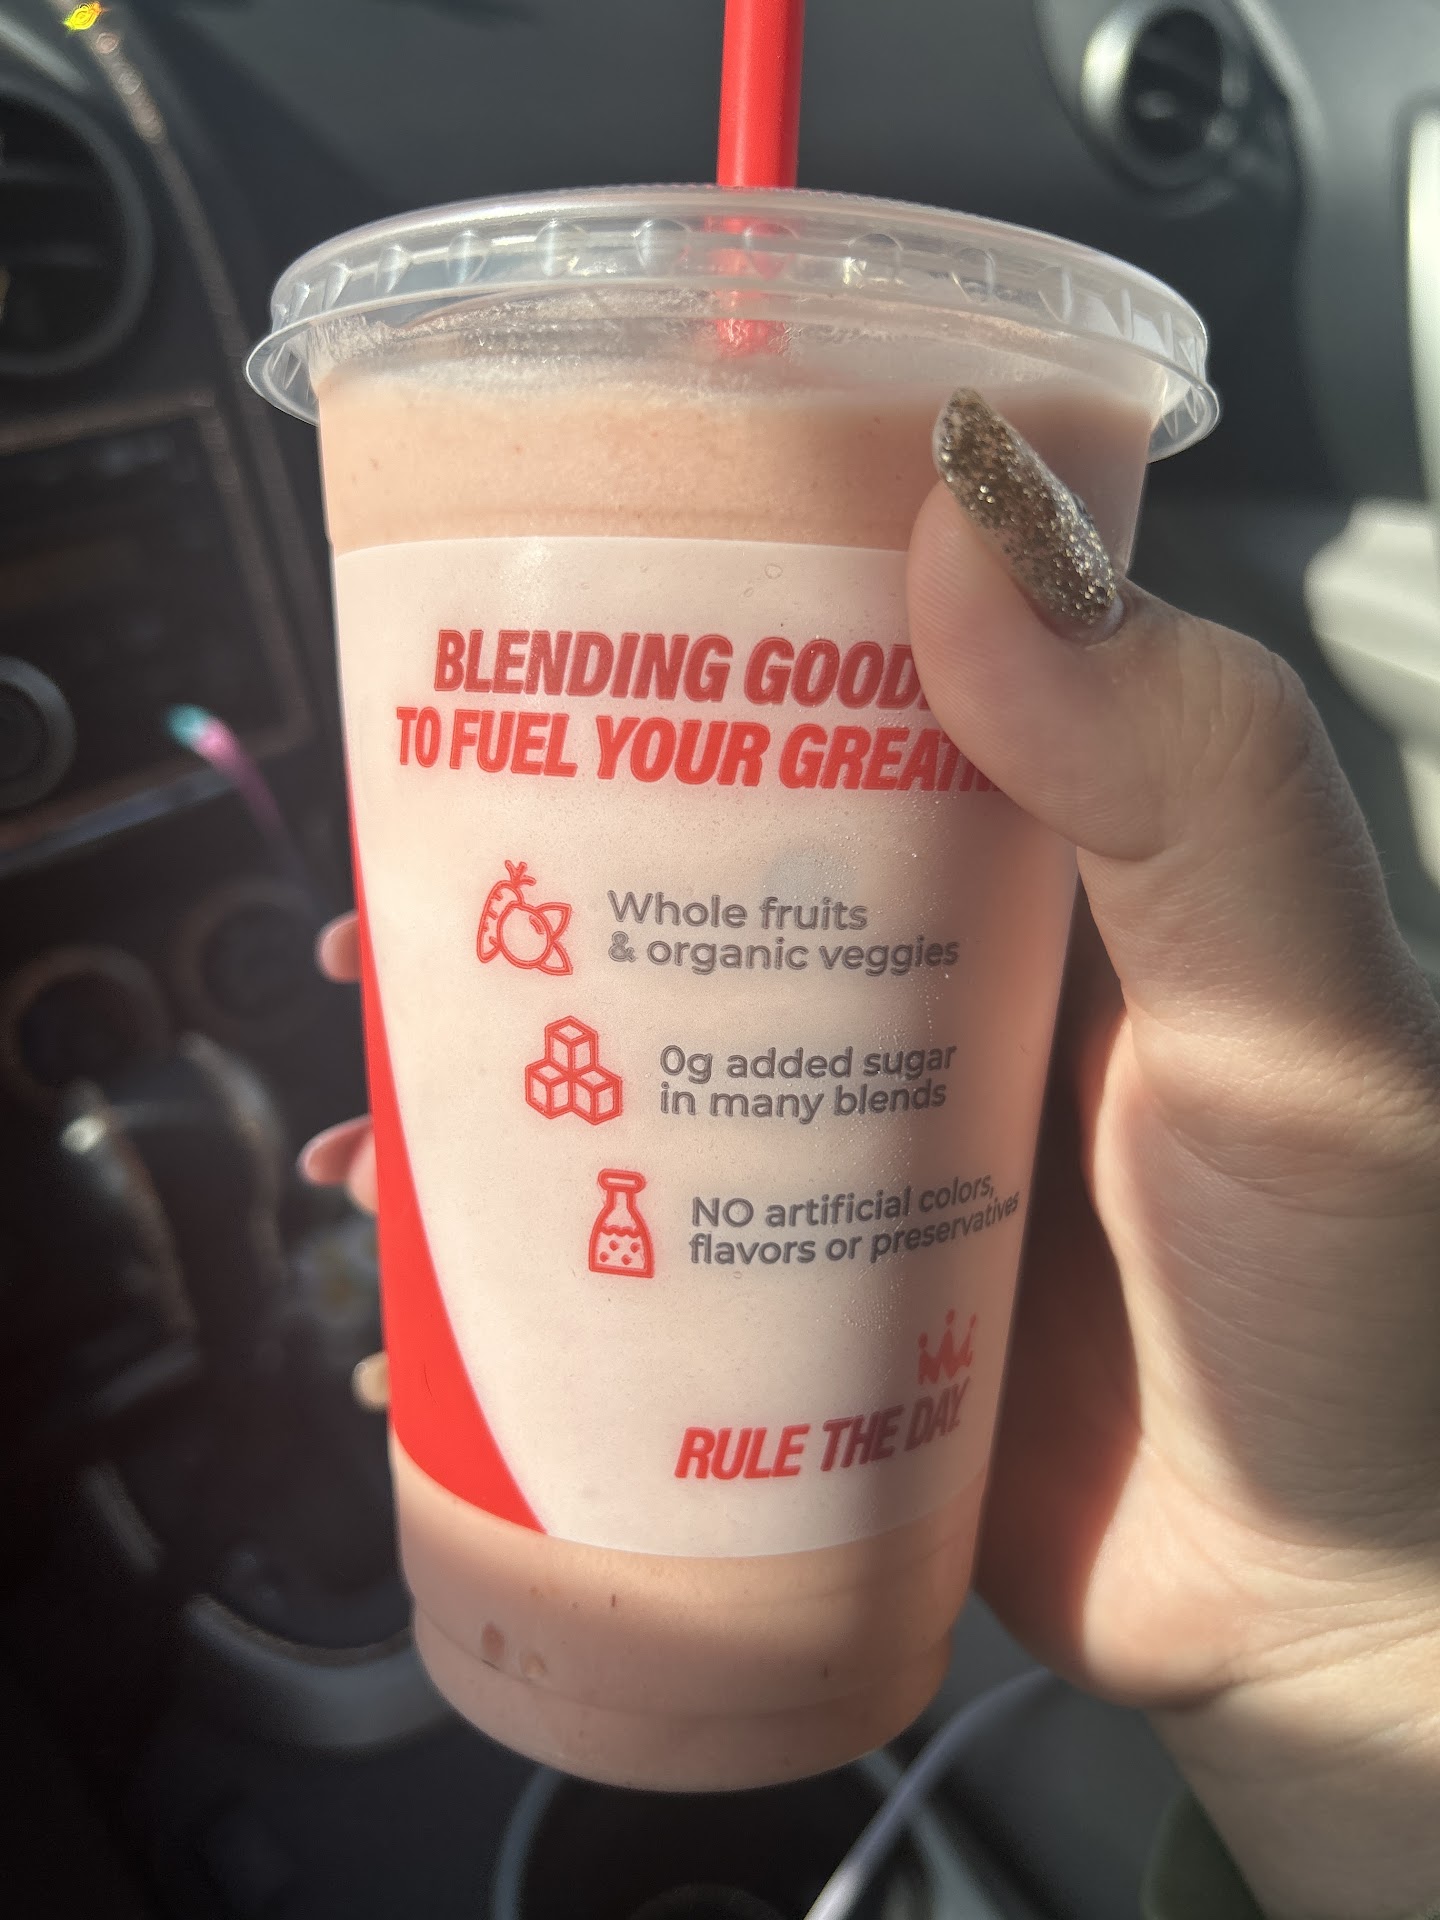 BLENDING GOOD
TO FUEL YOUR
Whole fruits
& organic veggies
0g added sugar
in many blends
NO artificial colors,
flavors or preservatives
RULE THE DAY.